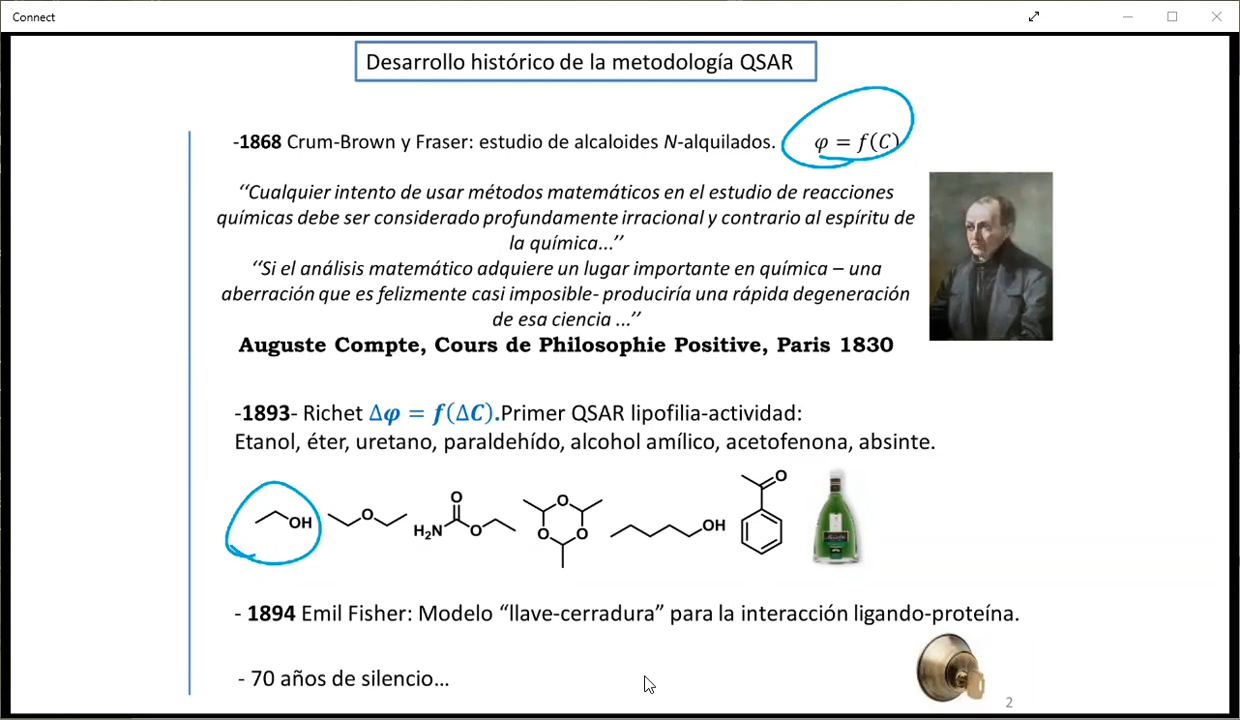 Connect
Desarrollo histórico de la metodología QSAR
-1868 Crum-Brown y Fraser: estudio de alcaloides N-alquilados. φ = f(C)
‘‘Cualquier intento de usar métodos matemáticos en el estudio de reacciones
químicas debe ser considerado profundamente irracional y contrario al espíritu de
la química...’’
‘‘Si el análisis matemático adquiere un lugar importante en química – una
aberración que es felizmente casi imposible- produciría una rápida degeneración
de esa ciencia ...’’
Auguste Compte, Cours de Philosophie Positive, Paris 1830
-1893- Richet Δφ = f(ΔC).Primer QSAR lipofilia-actividad:
Etanol, éter, uretano, paraldehído, alcohol amílico, acetofenona, absinte.
OH O H₂N O O O O O OH O
- 1894 Emil Fisher: Modelo “llave-cerradura” para la interacción ligando-proteína.
- 70 años de silencio...
2